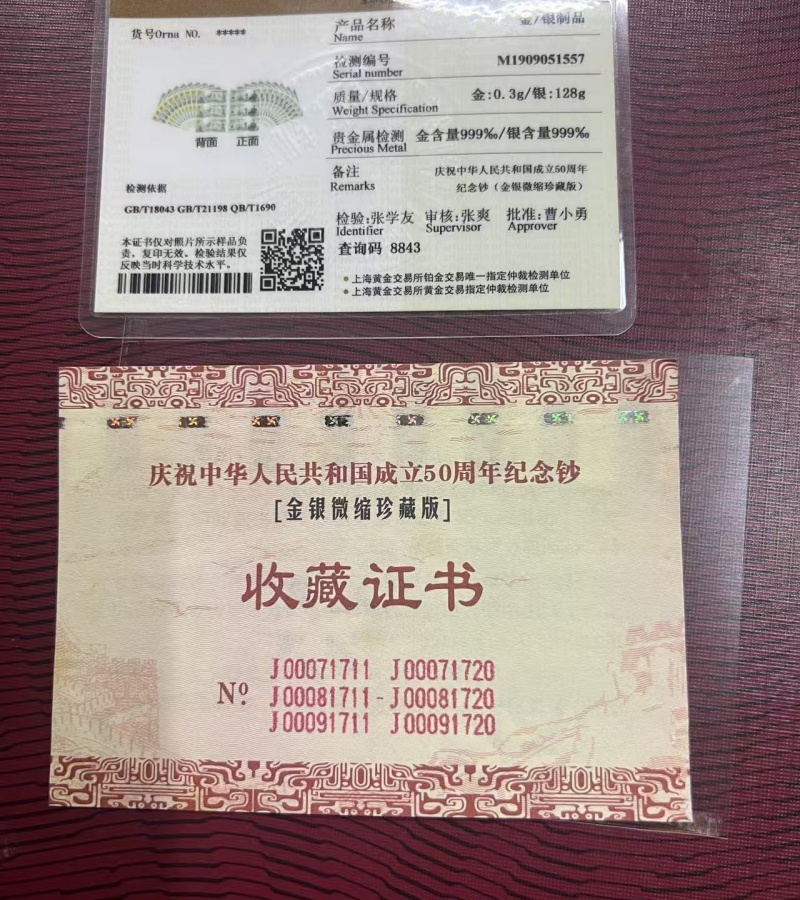 货号Orna NO. *****
背面 正面
检测依据
GB/T18043 GB/T21198 QB/T1690
本证书仅对照片所示样品负
责、复印无效。检验结果仅
反映当时科学技术水平。
产品名称 金/银制品
Name
检测编号 M1909051557
Serial number
质量/规格 金:0.3g/银:128g
Weight Specification
贵金属检测 金含量999‰/银含量999‰
Precious Metal
备注 庆祝中华人民共和国成立50周年
Remarks 纪念钞（金银微缩珍藏版）
检验:张学友 审核:张爽 批准:曹小勇
Identifier Supervisor Approver
查询码 8843
●上海黄金交易所铂金交易唯一指定仲裁检测单位
●上海黄金交易所黄金交易指定仲裁检测单位
庆祝中华人民共和国成立50周年纪念钞
[金银微缩珍藏版]
收藏证书
J00071711 J00071720
Nº. J00081711-J00081720
J00091711 J00091720